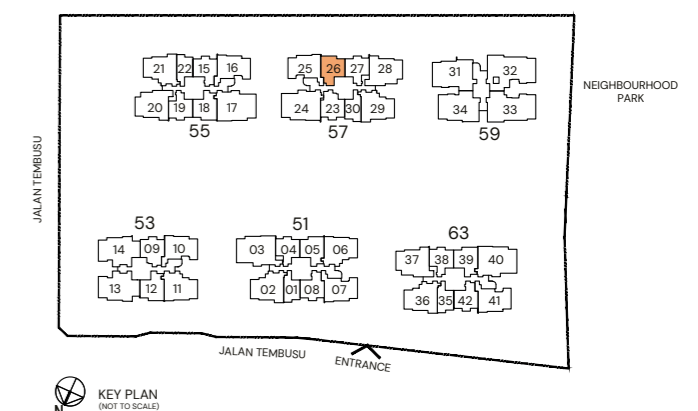 21 22 15 16
20 19 18 17
55
25 26 27 28
24 23 30 29
57
31 32
34 33
59
NEIGHBOURHOOD
PARK
JALAN TEMBUSU
53
14 09 10
13 12 11
51
03 04 05 06
02 01 08 07
63
37 38 39 40
36 35 42 41
JALAN TEMBUSU
ENTRANCE
N
KEY PLAN
(NOT TO SCALE)